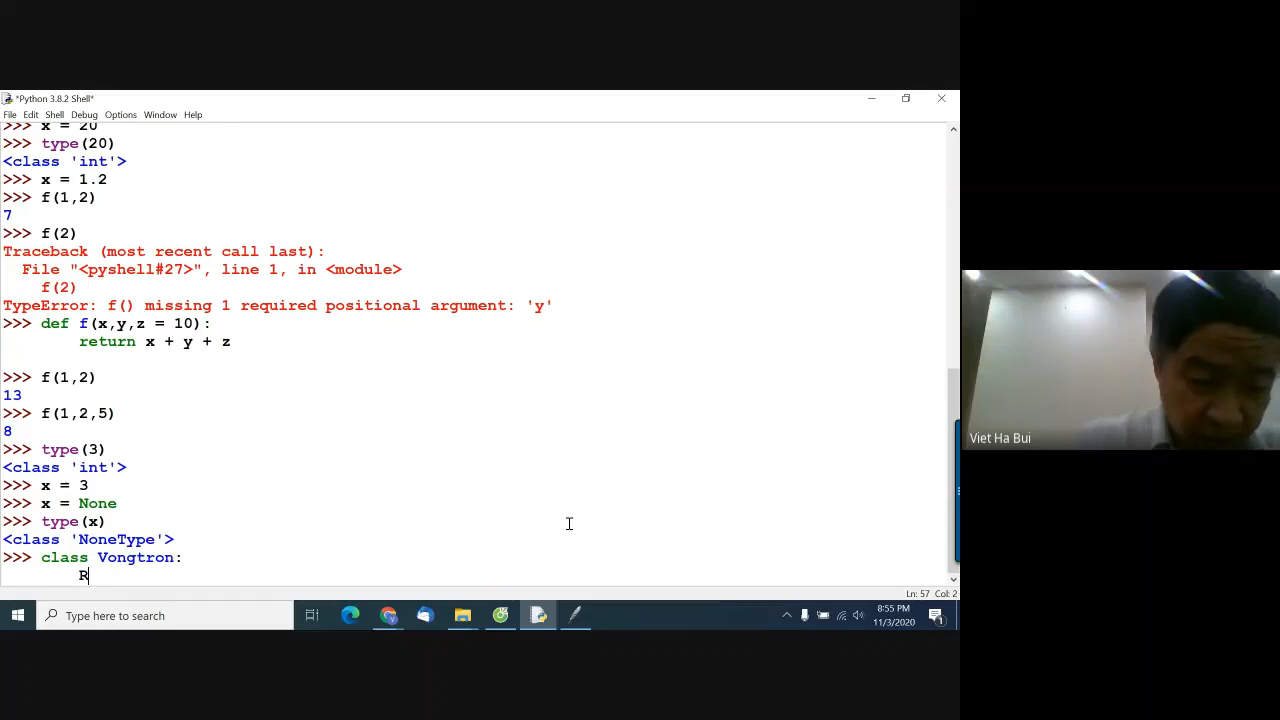 *Python 3.8.2 Shell*
File Edit Shell Debug Options Window Help
>>> x = 20
>>> type(20)
<class 'int'>
>>> x = 1.2
>>> f(1,2)
7
>>> f(2)
Traceback (most recent call last):
  File "<pyshell#27>", line 1, in <module>
    f(2)
TypeError: f() missing 1 required positional argument: 'y'
>>> def f(x,y,z = 10):
        return x + y + z
>>> f(1,2)
13
>>> f(1,2,5)
8
>>> type(3)
<class 'int'>
>>> x = 3
>>> x = None
>>> type(x)
<class 'NoneType'>
>>> class Vongtron:
        R
Viet Ha Bui
Ln: 57 Col: 2
Type here to search
8:55 PM
11/3/2020
1